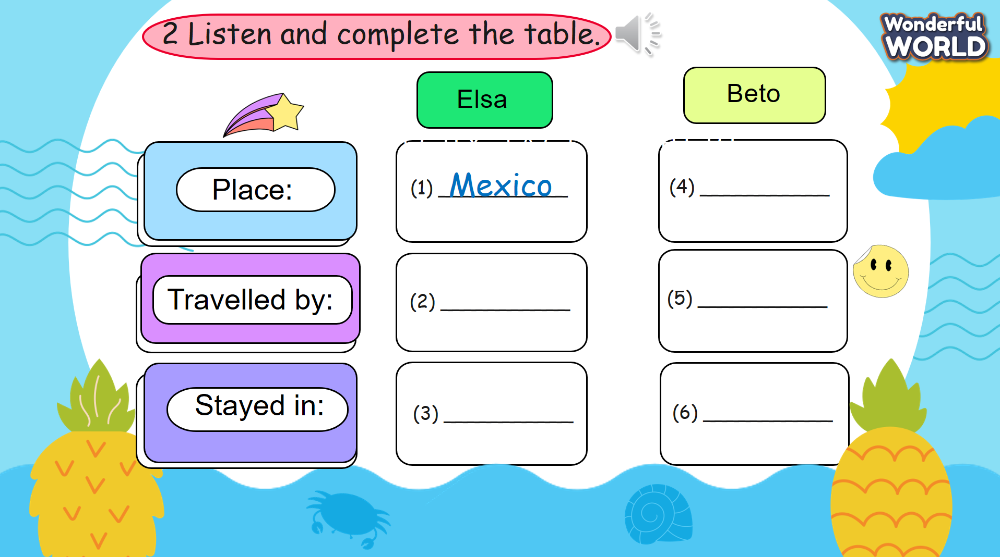 2 Listen and complete the table.
Wonderful
WORLD
Elsa
Beto
Place:
(1) Mexico
(4) ____________
Travelled by:
(2) ____________
(5) ____________
Stayed in:
(3) ____________
(6) ____________